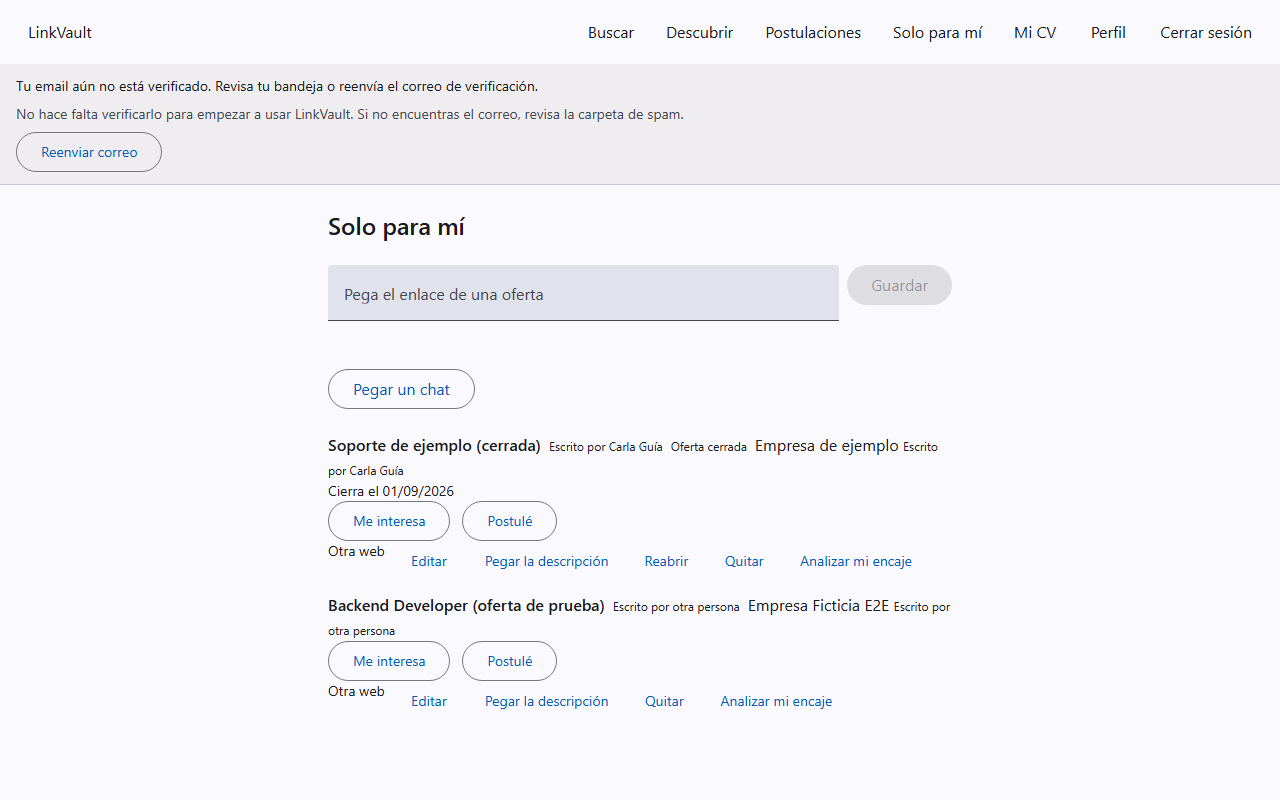 LinkVault
Buscar Descubrir Postulaciones Solo para mí Mi CV Perfil Cerrar sesión
Tu email aún no está verificado. Revisa tu bandeja o reenvía el correo de verificación.
No hace falta verificarlo para empezar a usar LinkVault. Si no encuentras el correo, revisa la carpeta de spam.
Reenviar correo
Solo para mí
Pega el enlace de una oferta Guardar
Pegar un chat
Soporte de ejemplo (cerrada) Escrito por Carla Guía Oferta cerrada Empresa de ejemplo Escrito
por Carla Guía
Cierra el 01/09/2026
Me interesa Postulé
Otra web Editar Pegar la descripción Reabrir Quitar Analizar mi encaje
Backend Developer (oferta de prueba) Escrito por otra persona Empresa Ficticia E2E Escrito por
otra persona
Me interesa Postulé
Otra web Editar Pegar la descripción Quitar Analizar mi encaje